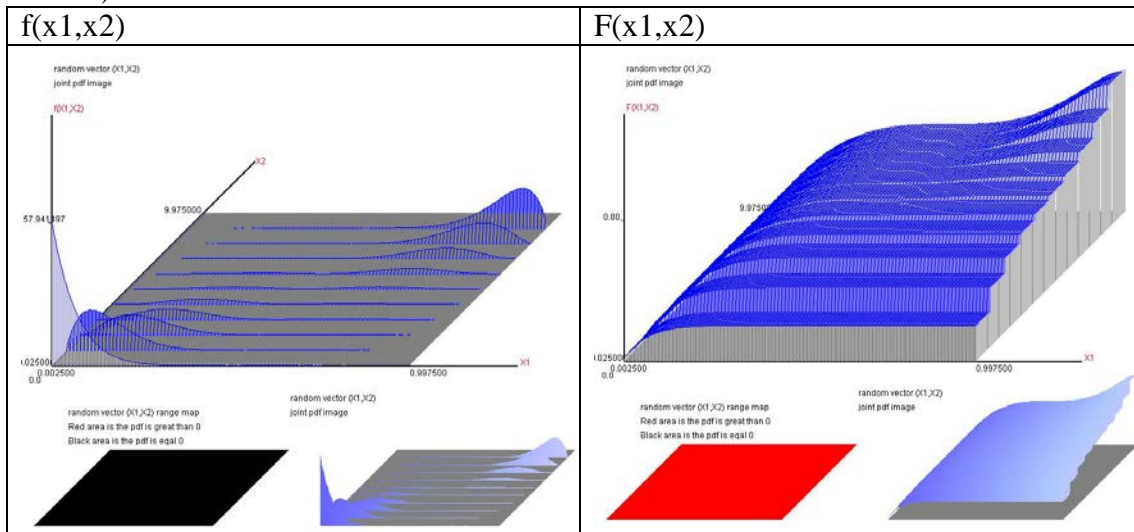 f(x1,x2)
random vector (X1,X2)
joint pdf image
f(X1,X2)
X2
9.975000
57.941497
.025000
0.0
0.002500
0.997500
X1
random vector (X1,X2) range map
Red area is the pdf is great than 0
Black area is the pdf is eqal 0
random vector (X1,X2)
joint pdf image
F(x1,x2)
random vector (X1,X2)
joint pdf image
F(X1,X2)
0.80
9.97500
.025000
0.0
0.002500
0.997500
X1
random vector (X1,X2) range map
Red area is the pdf is great than 0
Black area is the pdf is eqal 0
random vector (X1,X2)
joint pdf image